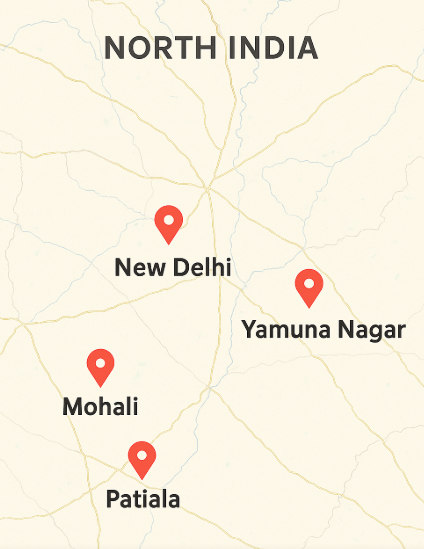 NORTH INDIA
New Delhi
Yamuna Nagar
Mohali
Patiala